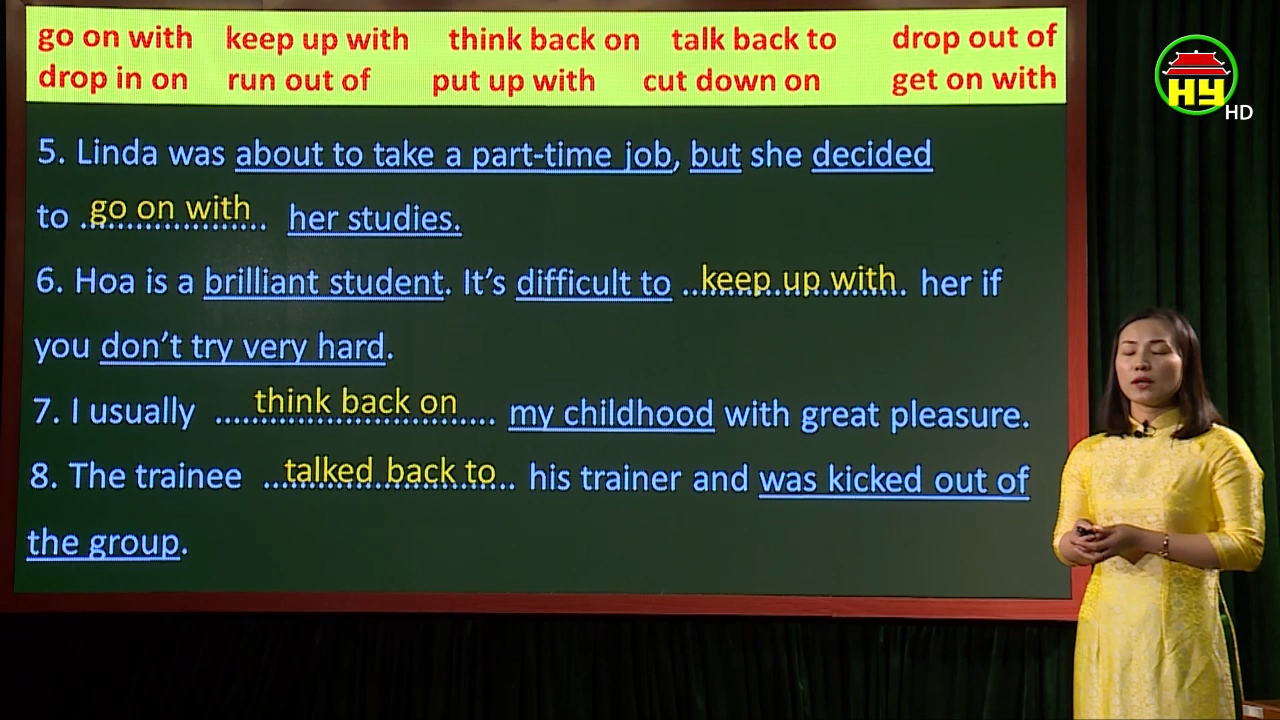 go on with keep up with think back on talk back to drop out of
drop in on run out of put up with cut down on get on with
HY
HD
5. Linda was about to take a part-time job, but she decided
to ..go on with.. her studies.
6. Hoa is a brilliant student. It's difficult to ..keep up with.. her if
you don't try very hard.
7. I usually ....think back on.... my childhood with great pleasure.
8. The trainee ...talked back to... his trainer and was kicked out of
the group.